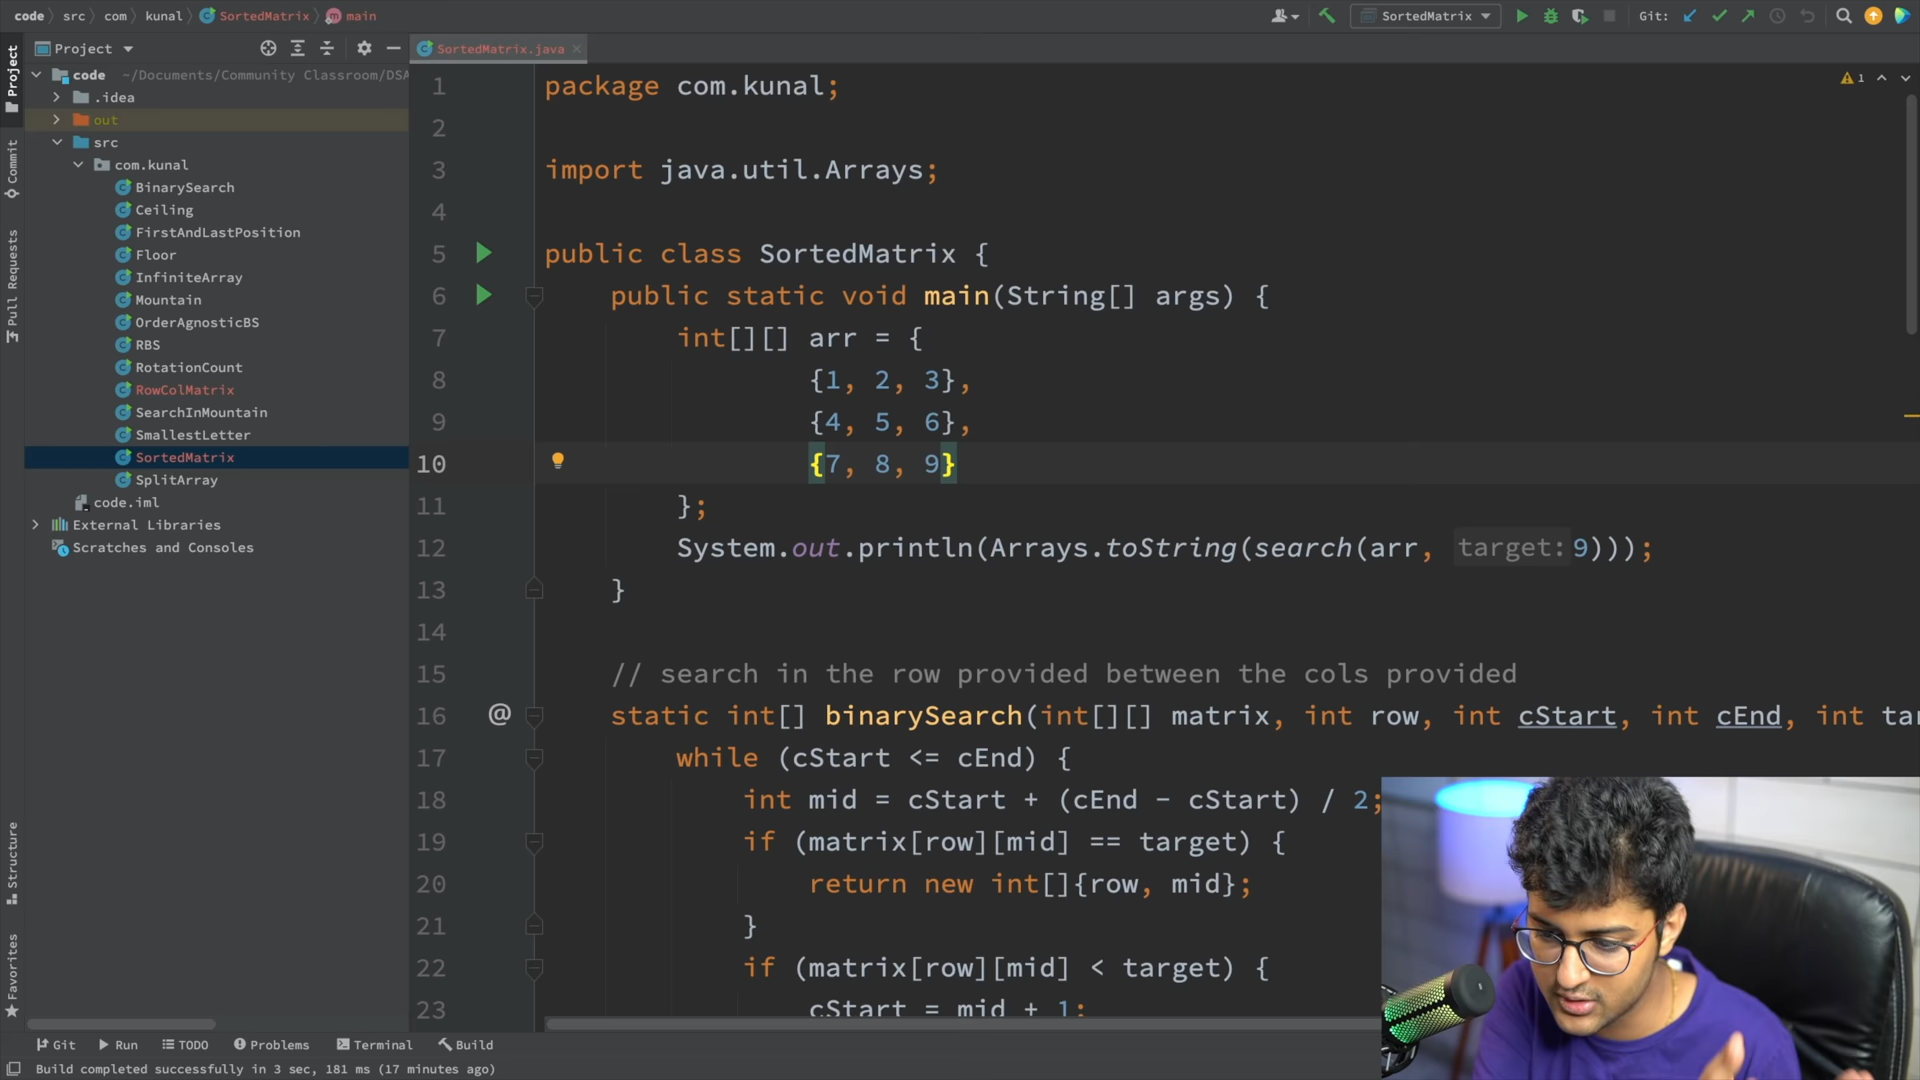 code src com kunal SortedMatrix main
SortedMatrix
Git:
Project
SortedMatrix.java
code ~/Documents/Community Classroom/DSA
.idea
out
src
com.kunal
BinarySearch
Ceiling
FirstAndLastPosition
Floor
InfiniteArray
Mountain
OrderAgnosticBS
RBS
RotationCount
RowColMatrix
SearchInMountain
SmallestLetter
SortedMatrix
SplitArray
code.iml
External Libraries
Scratches and Consoles
Project
Commit
Pull Requests
Structure
Favorites
1
1 package com.kunal;
2
3 import java.util.Arrays;
4
5 public class SortedMatrix {
6 public static void main(String[] args) {
7 int[][] arr = {
8 {1, 2, 3},
9 {4, 5, 6},
10 {7, 8, 9}
11 };
12 System.out.println(Arrays.toString(search(arr, target: 9)));
13 }
14
15 // search in the row provided between the cols provided
16 @ static int[] binarySearch(int[][] matrix, int row, int cStart, int cEnd, int tar
17 while (cStart <= cEnd) {
18 int mid = cStart + (cEnd - cStart) / 2;
19 if (matrix[row][mid] == target) {
20 return new int[]{row, mid};
21 }
22 if (matrix[row][mid] < target) {
23 cStart = mid + 1;
Git Run TODO Problems Terminal Build
Build completed successfully in 3 sec, 181 ms (17 minutes ago)